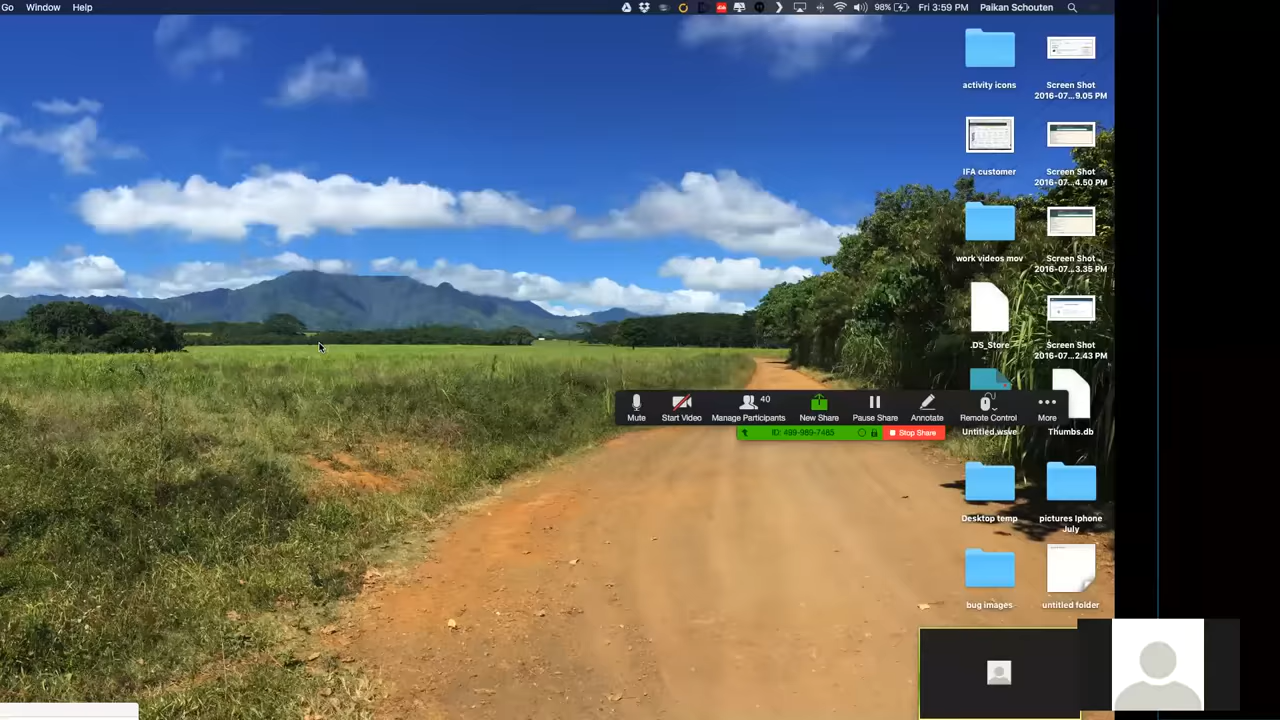 Go Window Help 98% Fri 3:59 PM Paikan Schouten
activity icons
Screen Shot
2016-07...9.05 PM
IFA customer
Screen Shot
2016-07...4.50 PM
work videos mov
Screen Shot
2016-07...3.35 PM
.DS_Store
Screen Shot
2016-07...2.43 PM
40
Mute Start Video Manage Participants New Share Pause Share Annotate Remote Control More
ID: 499-989-7485 Stop Share
Untitled.wsve
Thumbs.db
Desktop temp
pictures Iphone
July
bug images
untitled folder